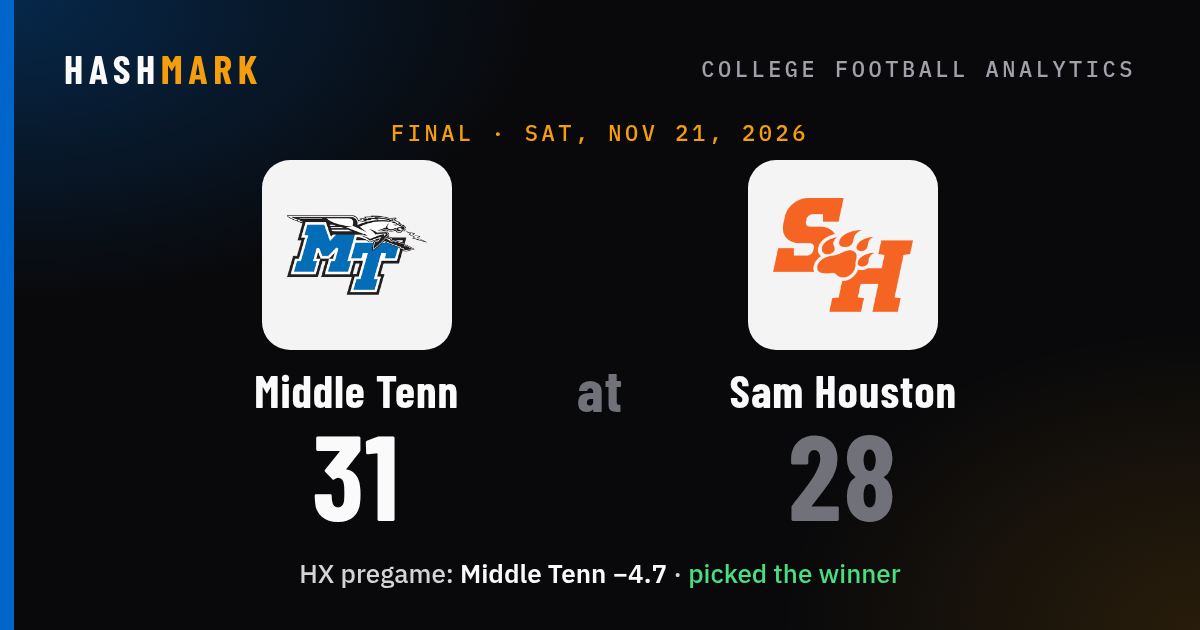 HASHMARK
COLLEGE FOOTBALL ANALYTICS
FINAL · SAT, NOV 21, 2026
MT
SH
Middle Tenn at Sam Houston
31 28
HX pregame: Middle Tenn −4.7 · picked the winner